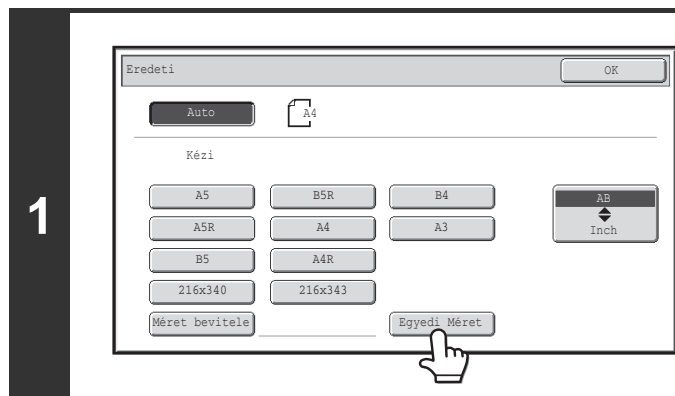 1
Eredeti OK
Auto A4
Kézi
A5 B5R B4 AB
A5R A4 A3 Inch
B5 A4R
216x340 216x343
Méret bevitele Egyedi Méret